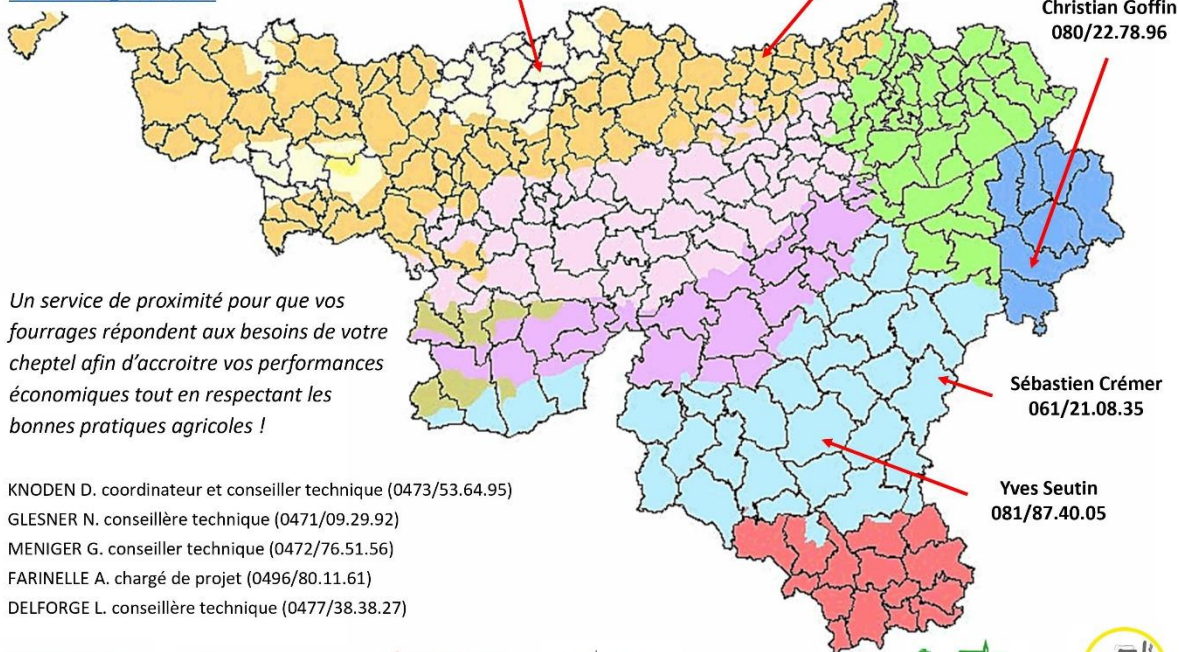 Christian Goffin
080/22.78.96
Un service de proximité pour que vos
fourrages répondent aux besoins de votre
cheptel afin d’accroitre vos performances
économiques tout en respectant les
bonnes pratiques agricoles !
Sébastien Crémer
061/21.08.35
Yves Seutin
081/87.40.05
KNODEN D. coordinateur et conseiller technique (0473/53.64.95)
GLESNER N. conseillère technique (0471/09.29.92)
MENIGER G. conseiller technique (0472/76.51.56)
FARINELLE A. chargé de projet (0496/80.11.61)
DELFORGE L. conseillère technique (0477/38.38.27)